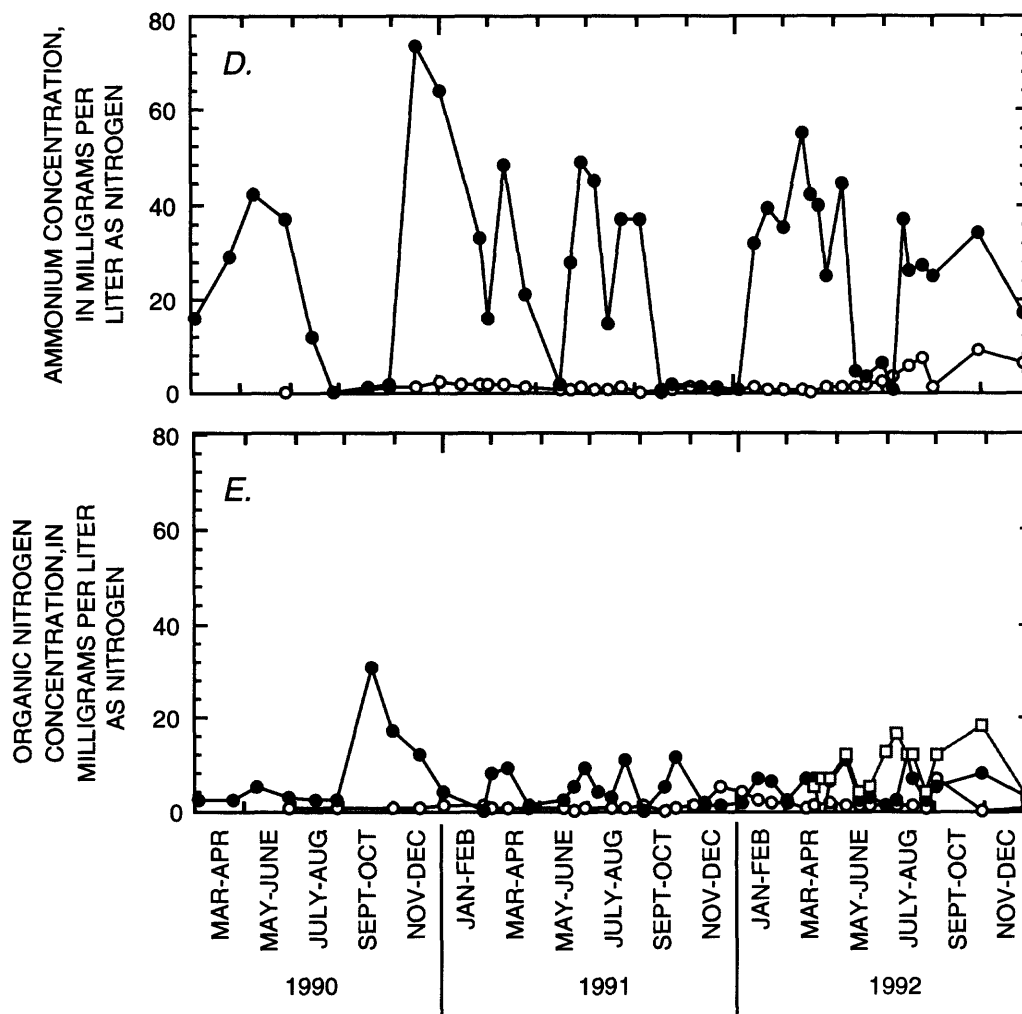 AMMONIUM CONCENTRATION,
IN MILLIGRAMS PER
LITER AS NITROGEN
80
60
40
20
0
D.
ORGANIC NITROGEN
CONCENTRATION,IN
MILLIGRAMS PER LITER
AS NITROGEN
80
60
40
20
0
E.
MAR-APR
MAY-JUNE
JULY-AUG
SEPT-OCT
NOV-DEC
JAN-FEB
MAR-APR
MAY-JUNE
JULY-AUG
SEPT-OCT
NOV-DEC
JAN-FEB
MAR-APR
MAY-JUNE
JULY-AUG
SEPT-OCT
NOV-DEC
1990
1991
1992